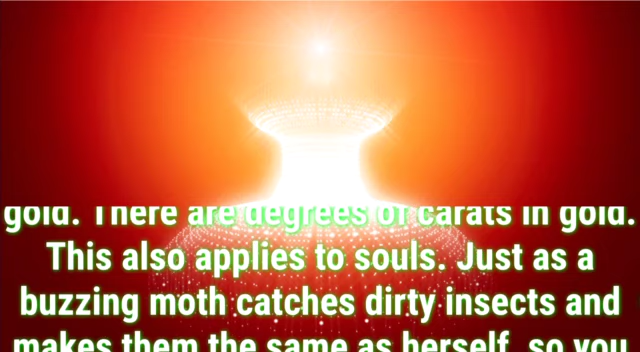 gold. There are degrees of carats in gold.
This also applies to souls. Just as a
buzzing moth catches dirty insects and
makes them the same as herself, so you